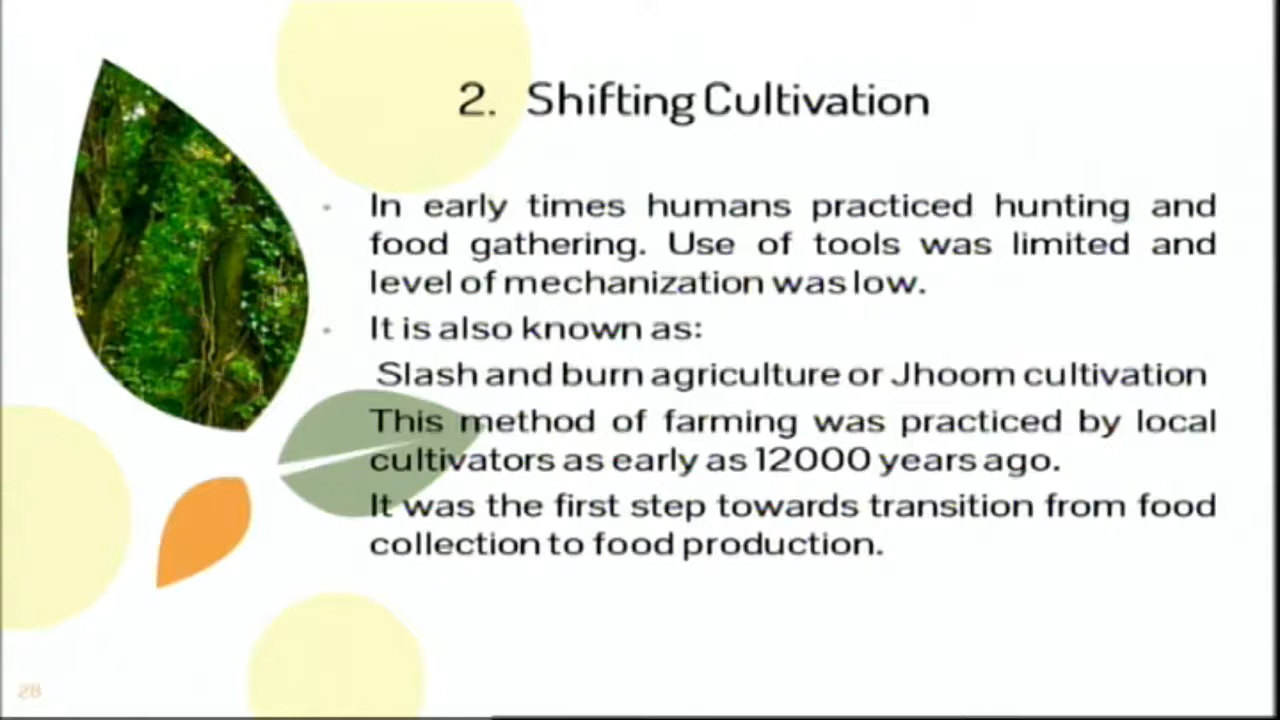 2. Shifting Cultivation
In early times humans practiced hunting and
food gathering. Use of tools was limited and
level of mechanization was low.
It is also known as:
Slash and burn agriculture or Jhoom cultivation
This method of farming was practiced by local
cultivators as early as 12000 years ago.
It was the first step towards transition from food
collection to food production.
28